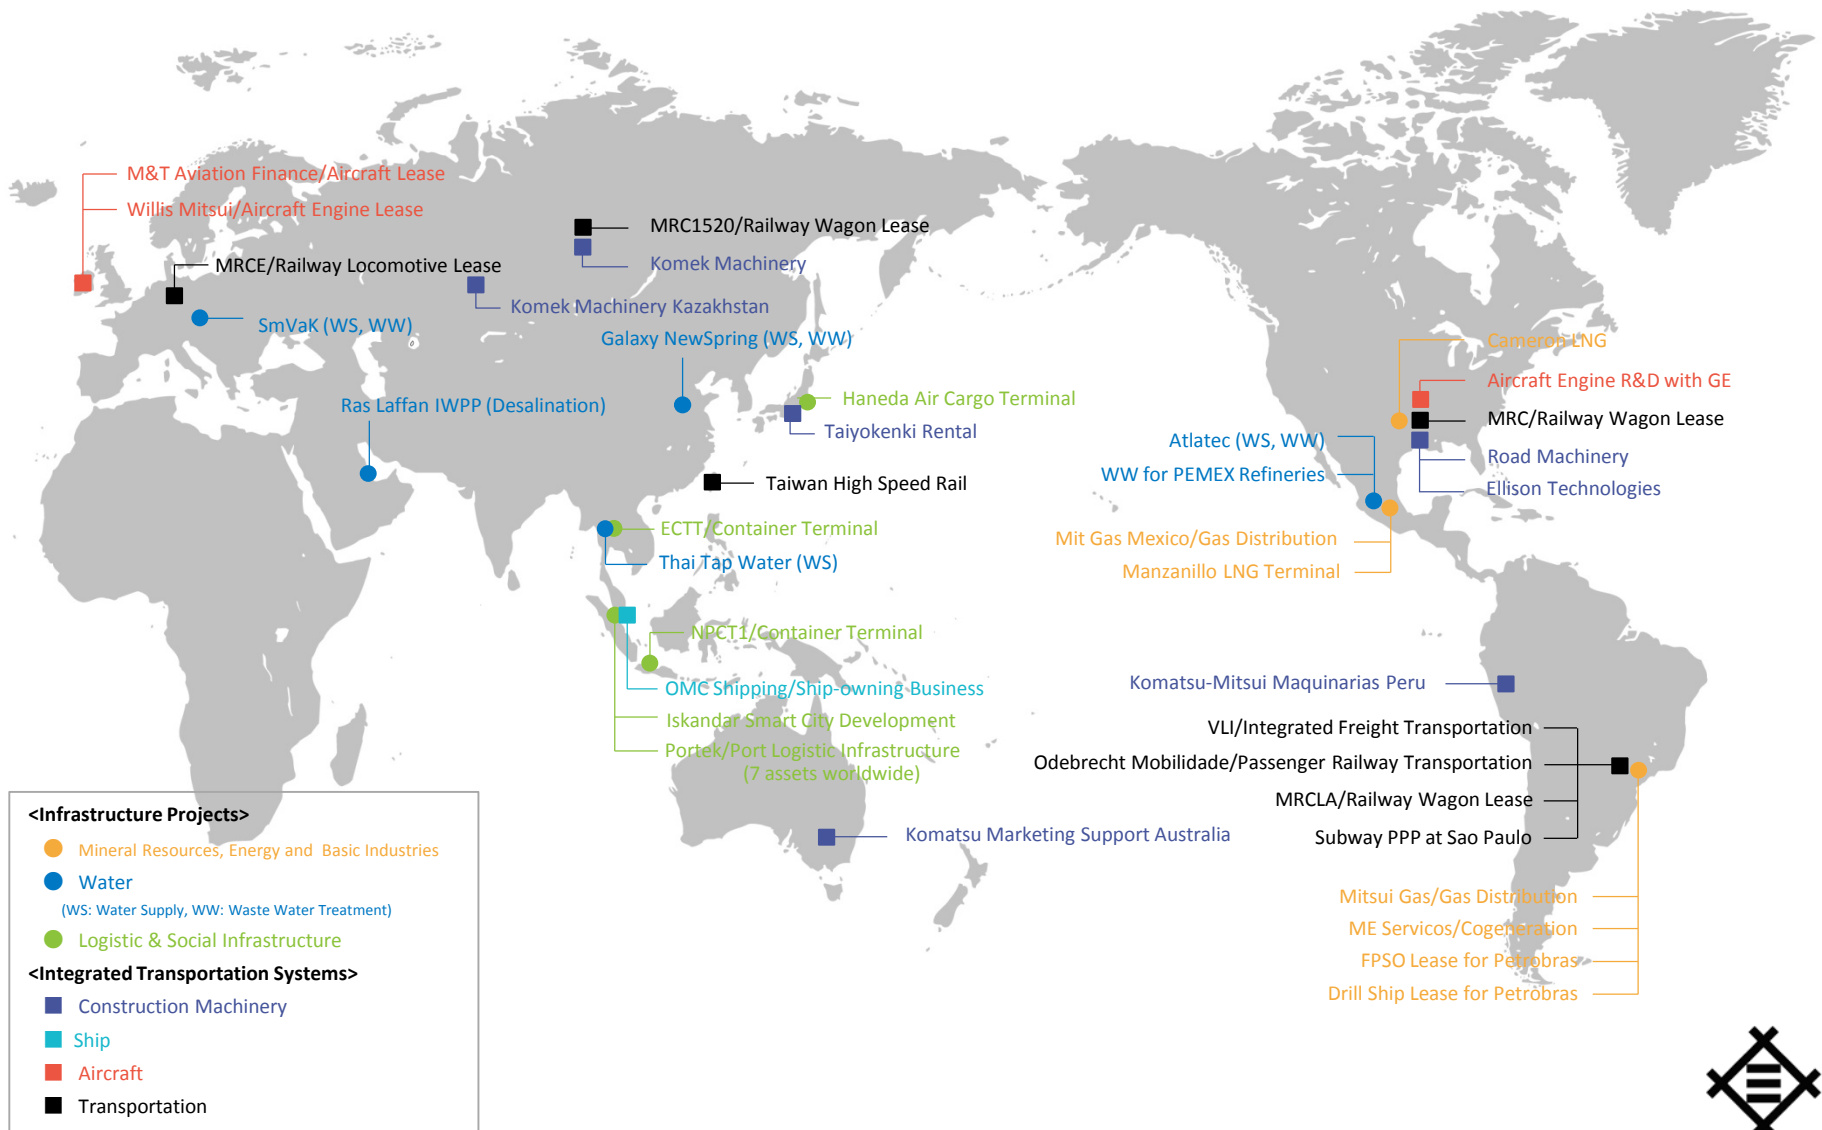 M&T Aviation Finance/Aircraft Lease
Willis Mitsui/Aircraft Engine Lease
MRC1520/Railway Wagon Lease
MRCE/Railway Locomotive Lease
Komek Machinery
Komek Machinery Kazakhstan
SmVaK (WS, WW)
Galaxy NewSpring (WS, WW)
Cameron LNG
Aircraft Engine R&D with GE
Ras Laffan IWPP (Desalination)
Haneda Air Cargo Terminal
MRC/Railway Wagon Lease
Taiyokenki Rental
Atlatec (WS, WW)
Road Machinery
WW for PEMEX Refineries
Taiwan High Speed Rail
Ellison Technologies
ECTT/Container Terminal
Mit Gas Mexico/Gas Distribution
Thai Tap Water (WS)
Manzanillo LNG Terminal
NPCT1/Container Terminal
OMC Shipping/Ship-owning Business
Komatsu-Mitsui Maquinarias Peru
Iskandar Smart City Development
VLI/Integrated Freight Transportation
Portek/Port Logistic Infrastructure
(7 assets worldwide)
Odebrecht Mobilidade/Passenger Railway Transportation
MRCLA/Railway Wagon Lease
Komatsu Marketing Support Australia
Subway PPP at Sao Paulo
Mitsui Gas/Gas Distribution
ME Servicos/Cogeneration
FPSO Lease for Petrobras
Drill Ship Lease for Petrobras
<Infrastructure Projects>
Mineral Resources, Energy and Basic Industries
Water
(WS: Water Supply, WW: Waste Water Treatment)
Logistic & Social Infrastructure
<Integrated Transportation Systems>
Construction Machinery
Ship
Aircraft
Transportation